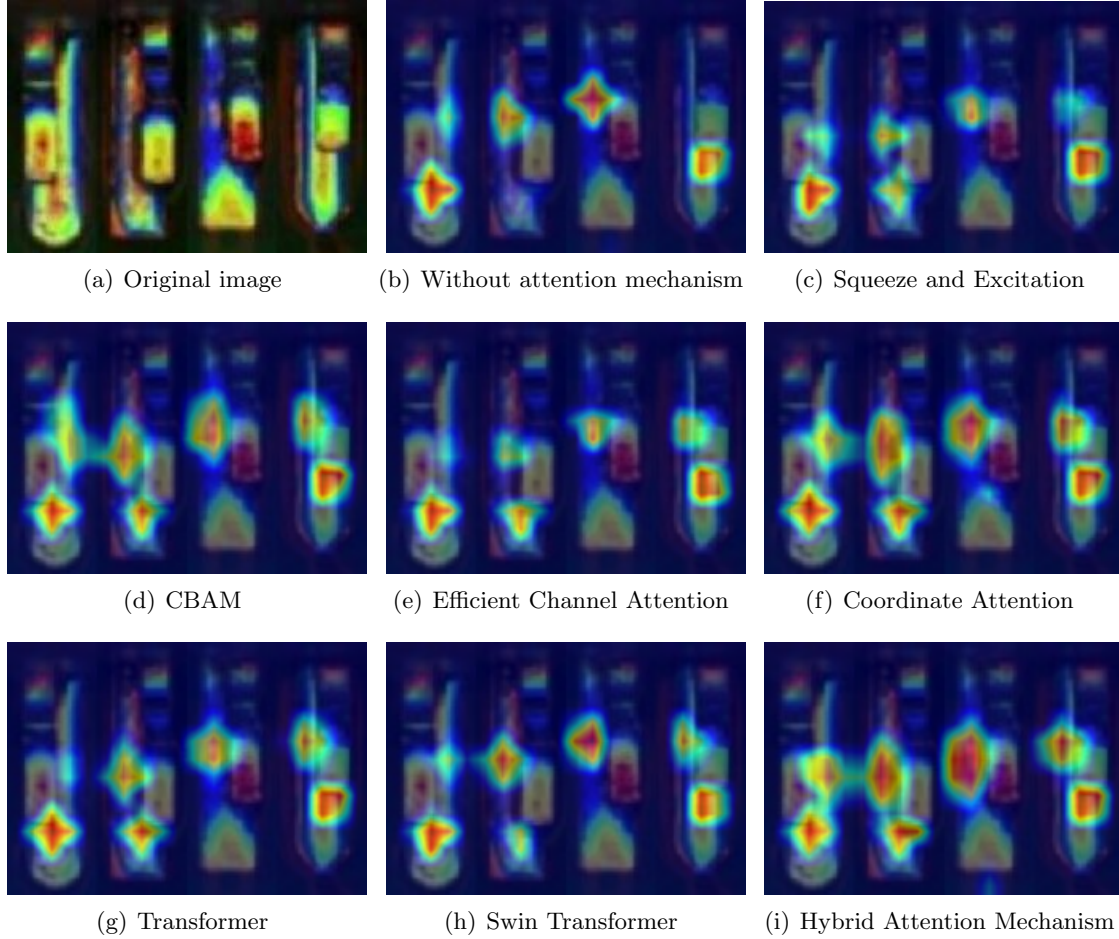 (a) Original image
(b) Without attention mechanism
(c) Squeeze and Excitation
(d) CBAM
(e) Efficient Channel Attention
(f) Coordinate Attention
(g) Transformer
(h) Swin Transformer
(i) Hybrid Attention Mechanism